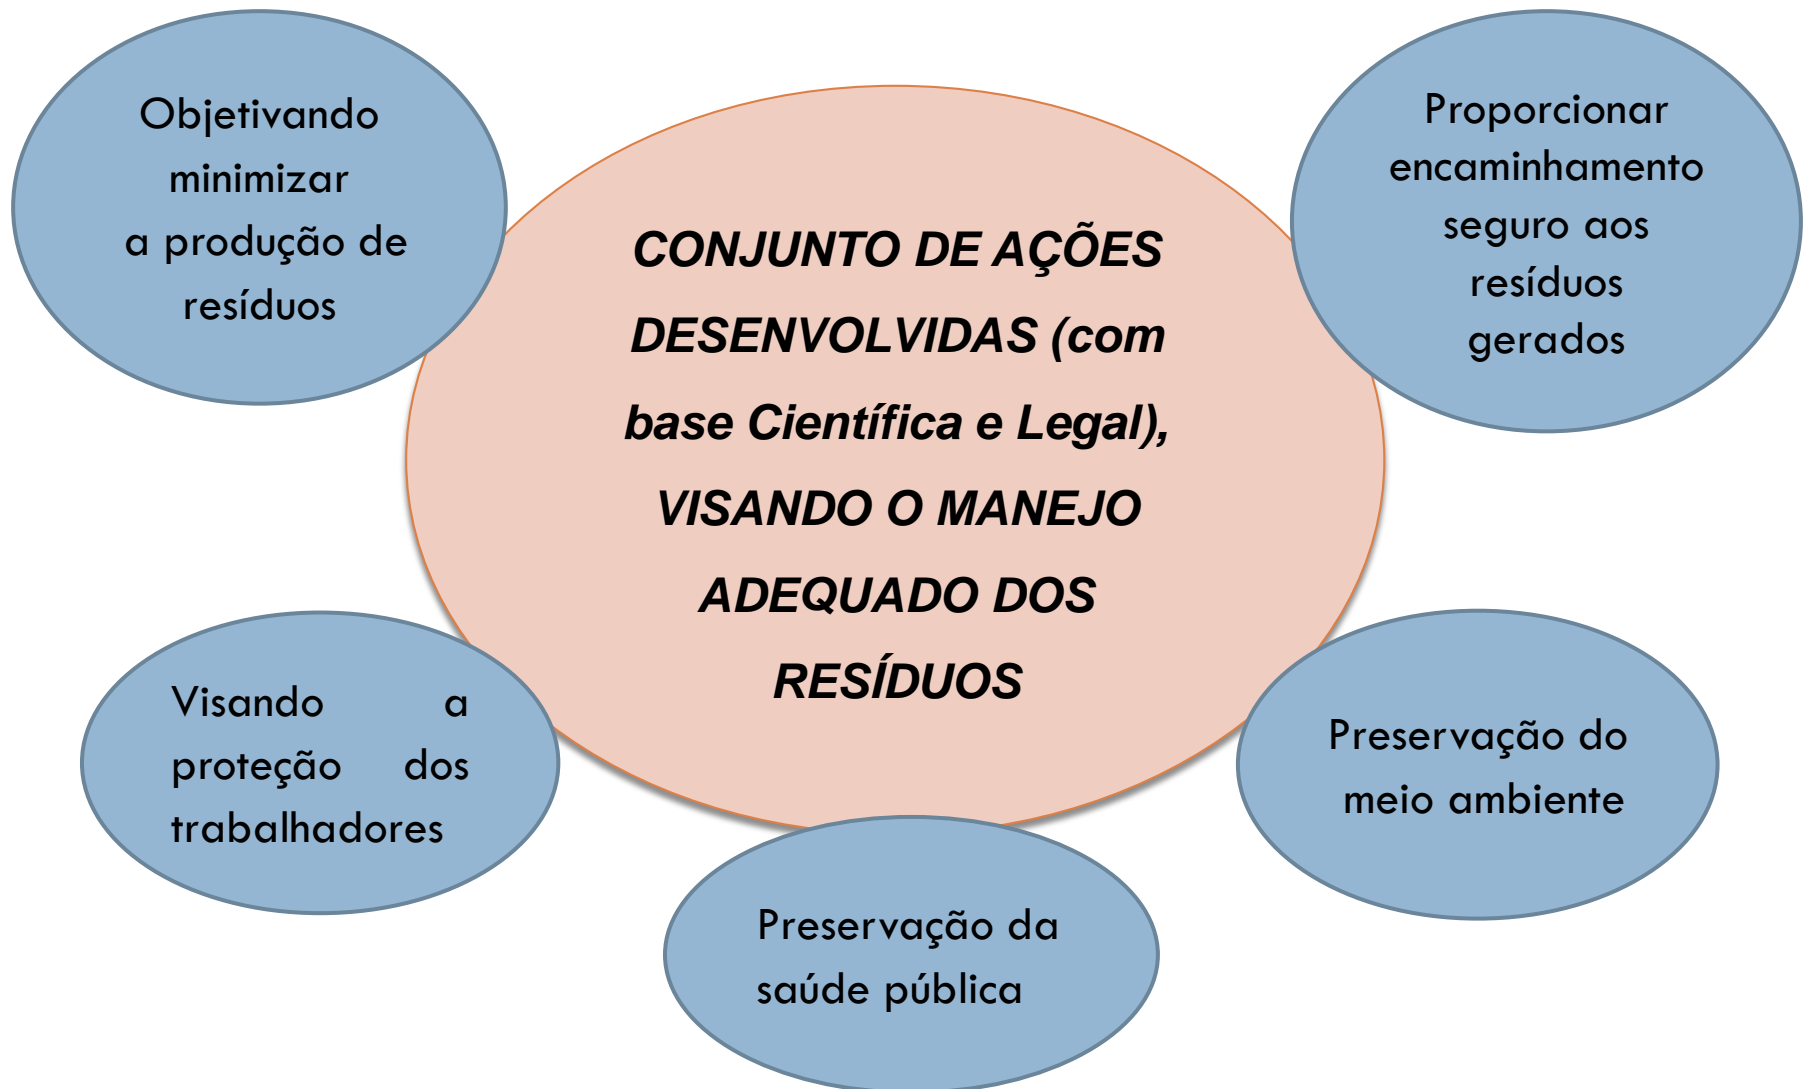 Objetivando
minimizar
a produção de
resíduos
Proporcionar
encaminhamento
seguro aos
resíduos
gerados
CONJUNTO DE AÇÕES
DESENVOLVIDAS (com
base Científica e Legal),
VISANDO O MANEJO
ADEQUADO DOS
RESÍDUOS
Visando a
proteção dos
trabalhadores
Preservação do
meio ambiente
Preservação da
saúde pública